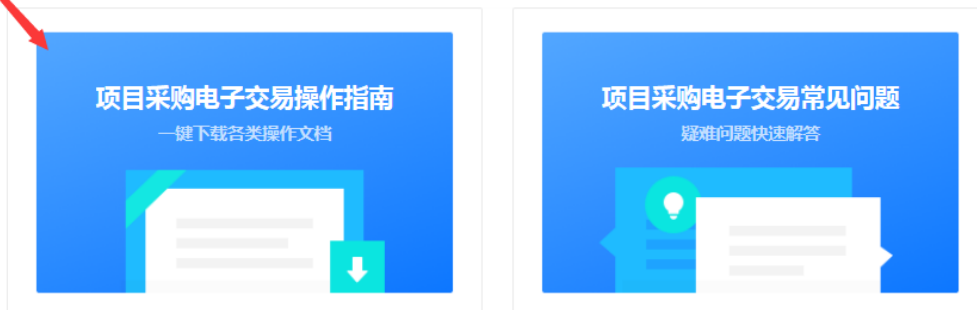 项目采购电子交易操作指南
一键下载各类操作文档
项目采购电子交易常见问题
疑难问题快速解答